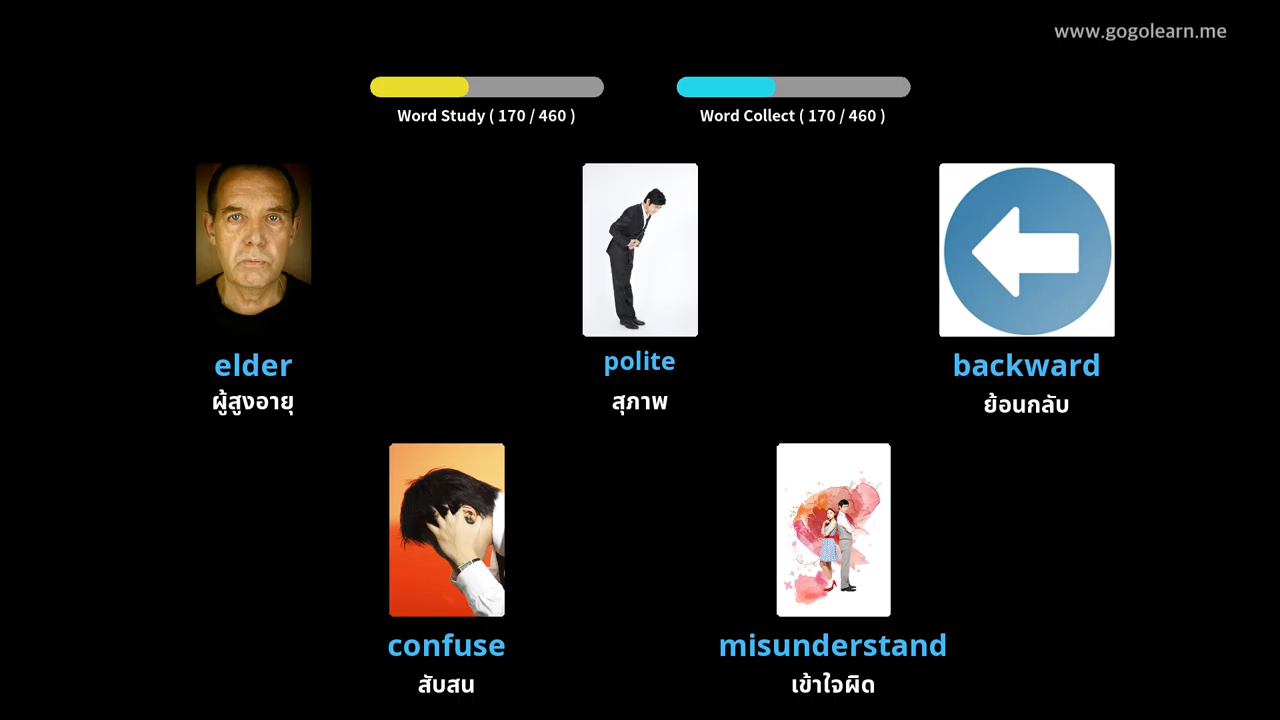 www.gogolearn.me
Word Study ( 170 / 460 )
Word Collect ( 170 / 460 )
elder
ผู้สูงอายุ
polite
สุภาพ
backward
ย้อนกลับ
confuse
สับสน
misunderstand
เข้าใจผิด